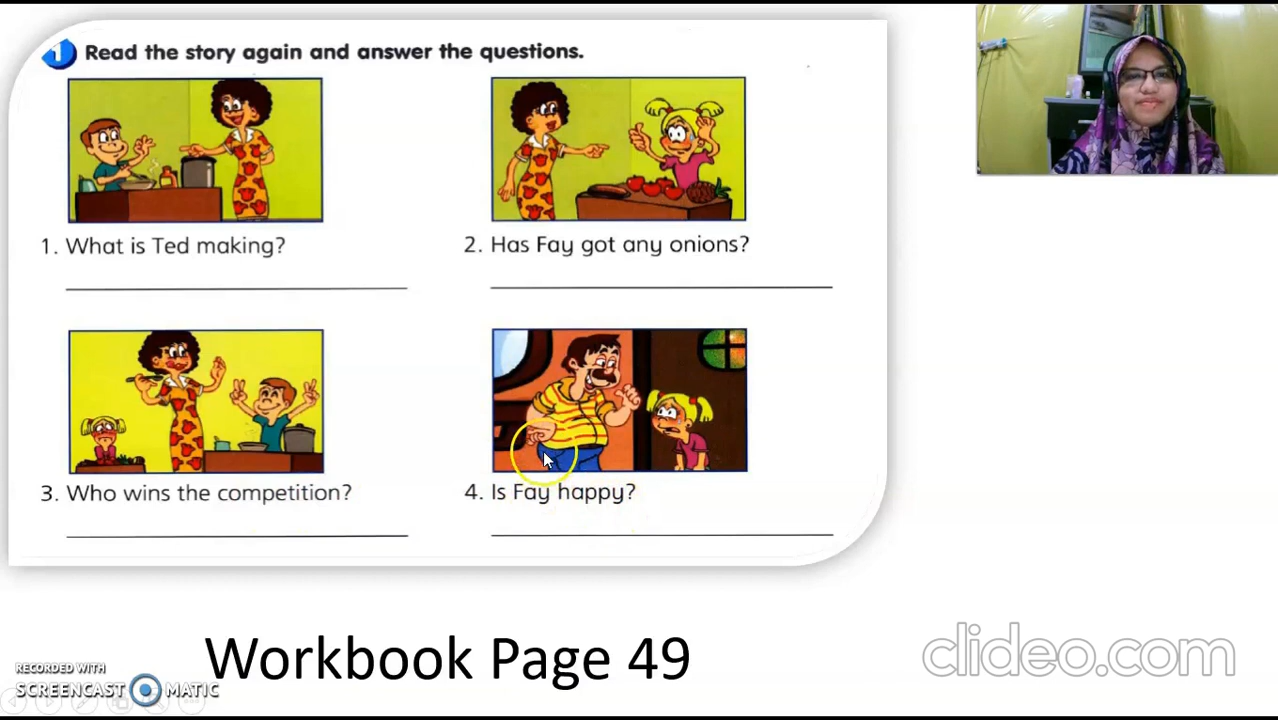 1 Read the story again and answer the questions.
1. What is Ted making?
2. Has Fay got any onions?
3. Who wins the competition?
4. Is Fay happy?
Workbook Page 49
clideo.com
RECORDED WITH
SCREENCAST MATIC